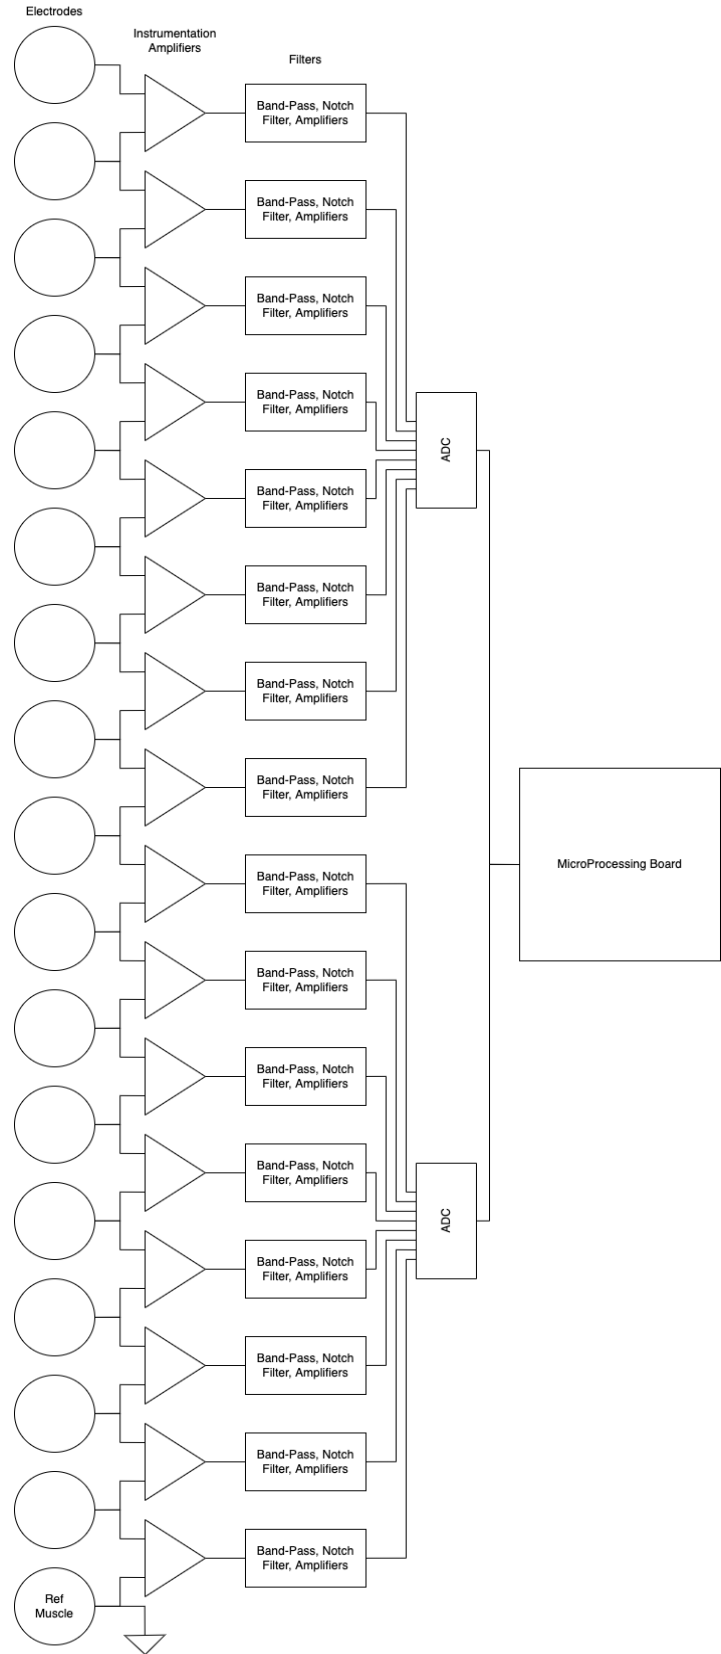 Electrodes
Instrumentation
Amplifiers
Filters
Band-Pass, Notch
Filter, Amplifiers
Band-Pass, Notch
Filter, Amplifiers
Band-Pass, Notch
Filter, Amplifiers
Band-Pass, Notch
Filter, Amplifiers
ADC
Band-Pass, Notch
Filter, Amplifiers
Band-Pass, Notch
Filter, Amplifiers
Band-Pass, Notch
Filter, Amplifiers
Band-Pass, Notch
Filter, Amplifiers
MicroProcessing Board
Band-Pass, Notch
Filter, Amplifiers
Band-Pass, Notch
Filter, Amplifiers
Band-Pass, Notch
Filter, Amplifiers
Band-Pass, Notch
Filter, Amplifiers
ADC
Band-Pass, Notch
Filter, Amplifiers
Band-Pass, Notch
Filter, Amplifiers
Band-Pass, Notch
Filter, Amplifiers
Band-Pass, Notch
Filter, Amplifiers
Ref
Muscle